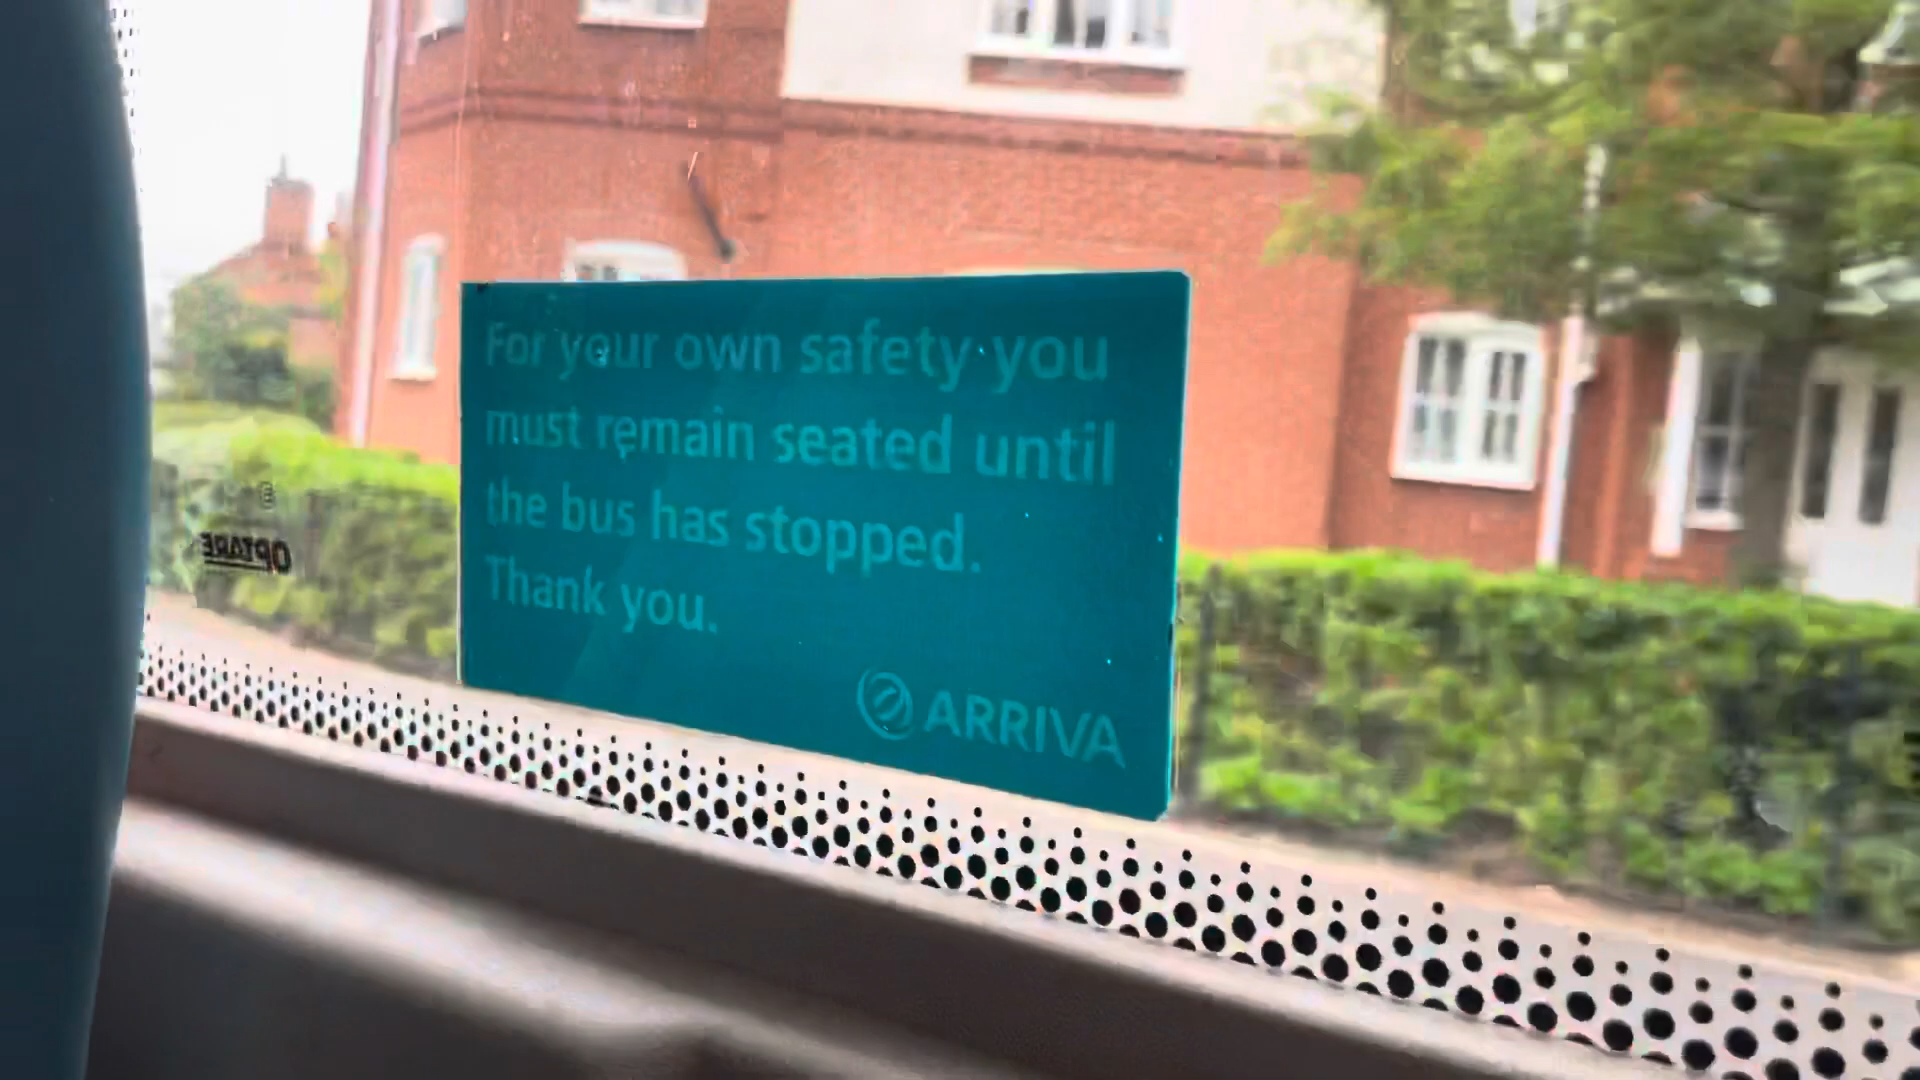 For your own safety you
must remain seated until
the bus has stopped.
Thank you.
ARRIVA
OPTARE